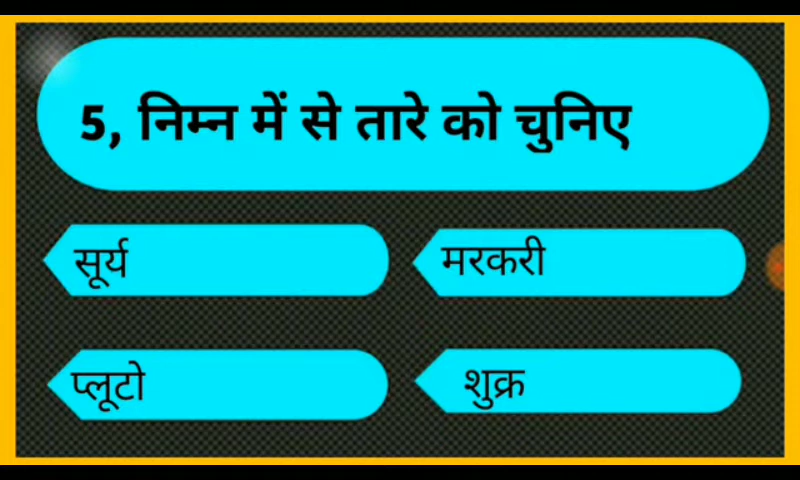 5, निम्न में से तारे को चुनिए
सूर्य
मरकरी
प्लूटो
शुक्र